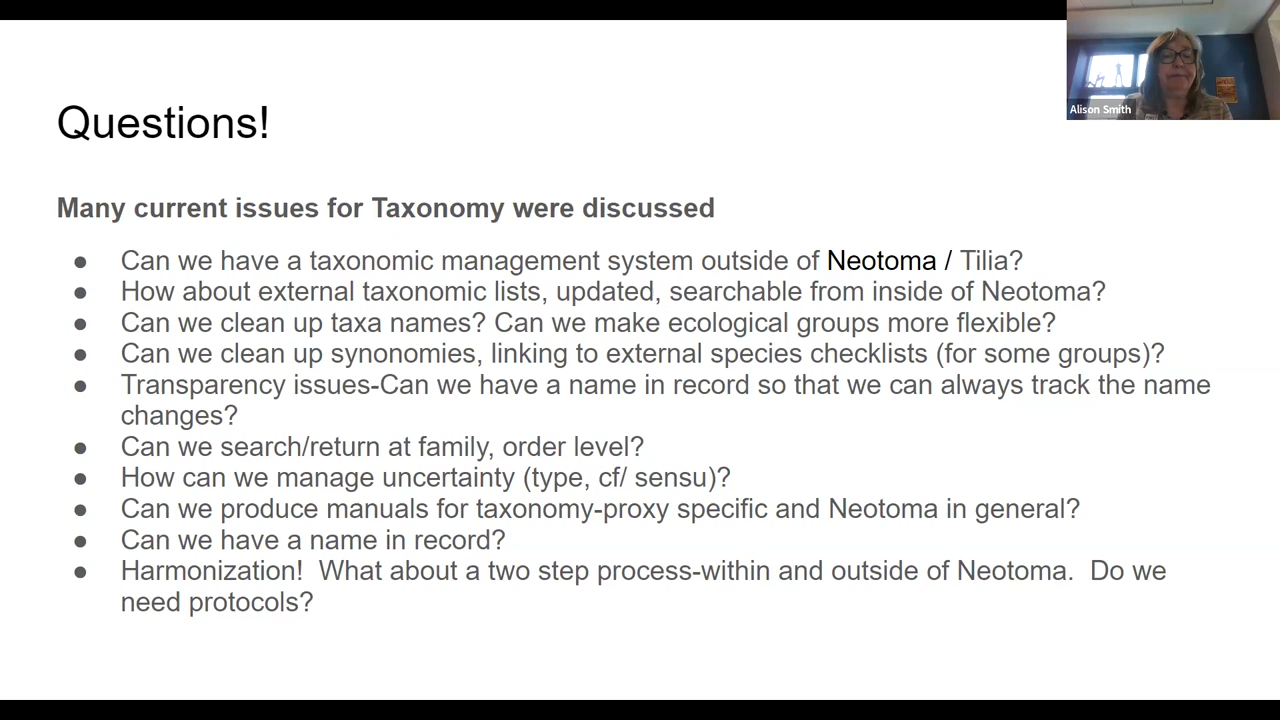 Alison Smith
Questions!
Many current issues for Taxonomy were discussed
● Can we have a taxonomic management system outside of Neotoma / Tilia?
● How about external taxonomic lists, updated, searchable from inside of Neotoma?
● Can we clean up taxa names? Can we make ecological groups more flexible?
● Can we clean up synonomies, linking to external species checklists (for some groups)?
● Transparency issues-Can we have a name in record so that we can always track the name
changes?
● Can we search/return at family, order level?
● How can we manage uncertainty (type, cf/ sensu)?
● Can we produce manuals for taxonomy-proxy specific and Neotoma in general?
● Can we have a name in record?
● Harmonization!  What about a two step process-within and outside of Neotoma.  Do we
need protocols?